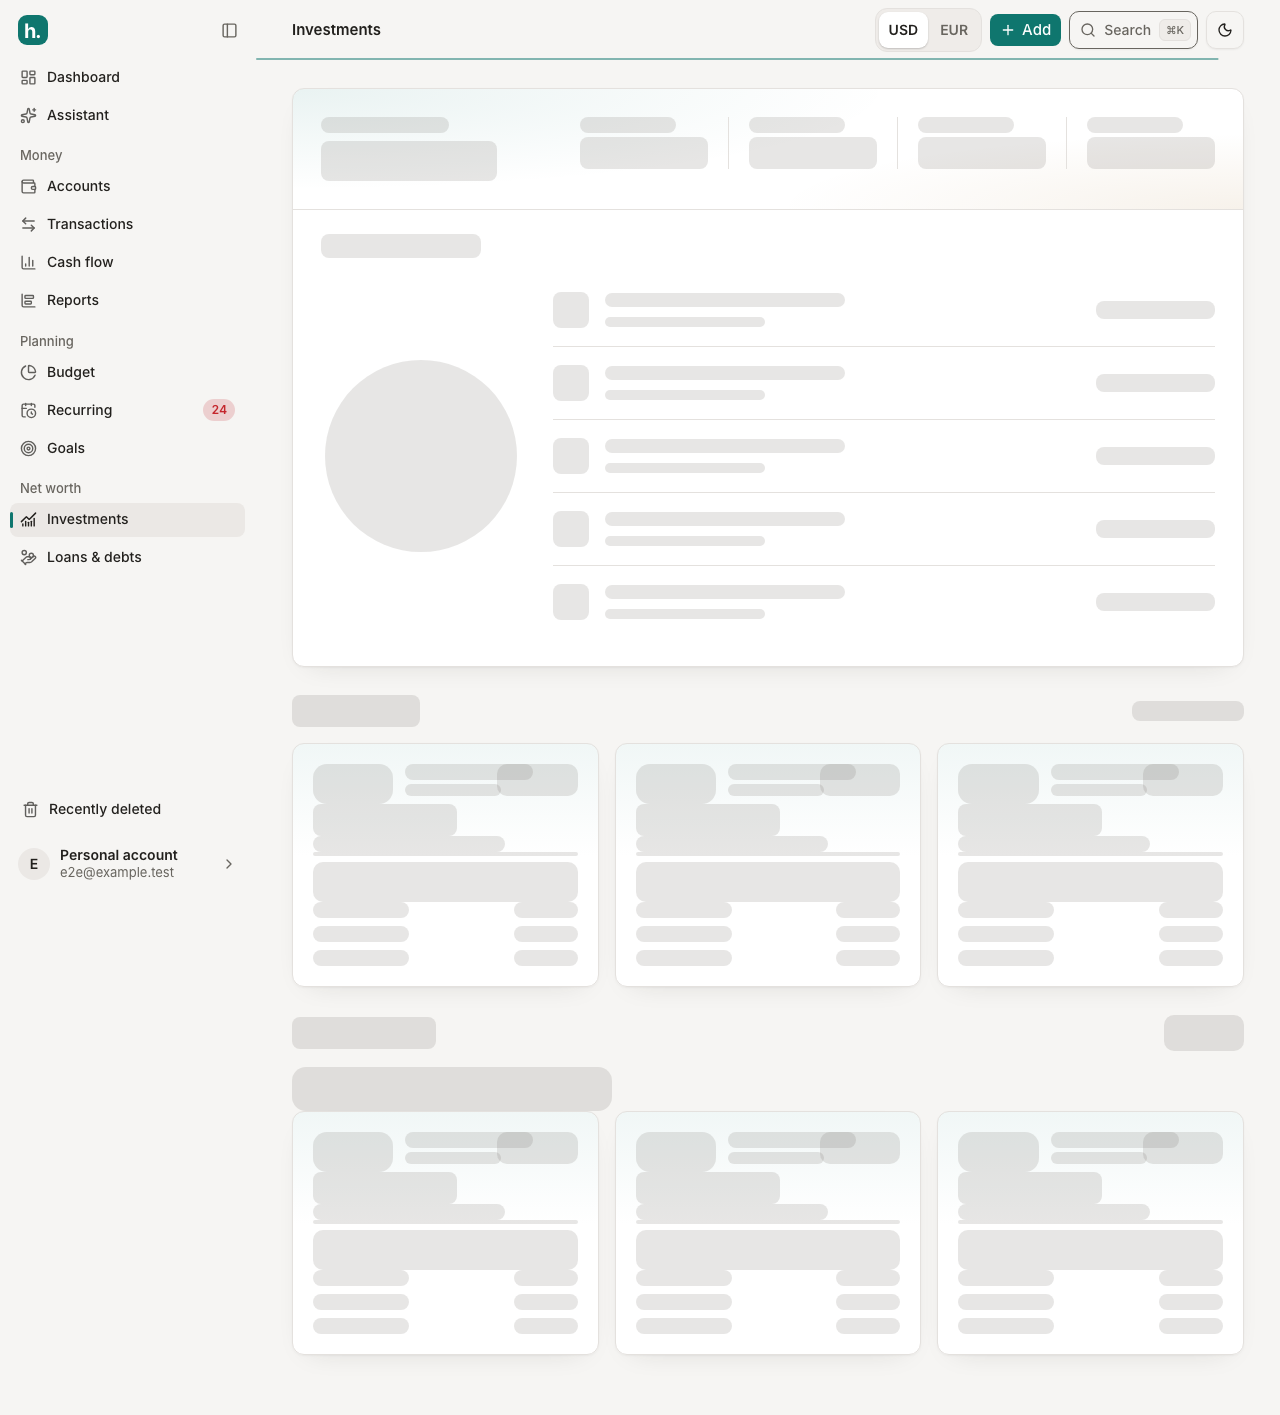 h.
Investments
USD
EUR
Add
Search
⌘K
Dashboard
Assistant
Money
Accounts
Transactions
Cash flow
Reports
Planning
Budget
Recurring
24
Goals
Net worth
Investments
Loans & debts
Recently deleted
E
Personal account
e2e@example.test